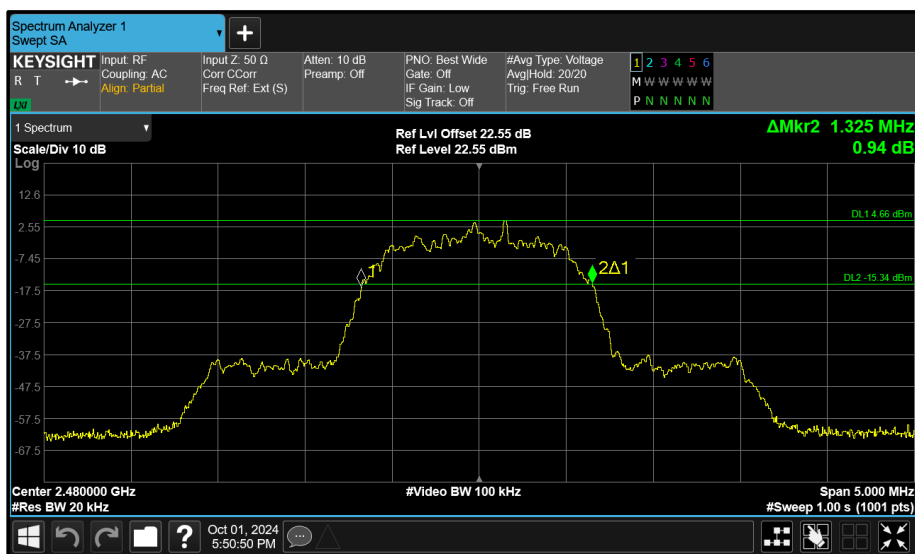 Spectrum Analyzer 1
Swept SA
+
KEYSIGHT
R T
LXI
Input: RF
Coupling: AC
Align: Partial
Input Z: 50 Ω
Corr CCorr
Freq Ref: Ext (S)
Atten: 10 dB
Preamp: Off
PNO: Best Wide
Gate: Off
IF Gain: Low
Sig Track: Off
#Avg Type: Voltage
Avg|Hold: 20/20
Trig: Free Run
1 2 3 4 5 6
M W W W W W
P N N N N N
1 Spectrum
Scale/Div 10 dB
Log
Ref Lvl Offset 22.55 dB
Ref Level 22.55 dBm
ΔMkr2 1.325 MHz
0.94 dB
12.6
2.55
-7.45
-17.5
-27.5
-37.5
-47.5
-57.5
-67.5
DL1 4.66 dBm
1
2Δ1
DL2 -15.34 dBm
Center 2.480000 GHz
#Res BW 20 kHz
#Video BW 100 kHz
Span 5.000 MHz
#Sweep 1.00 s (1001 pts)
?
Oct 01, 2024
5:50:50 PM